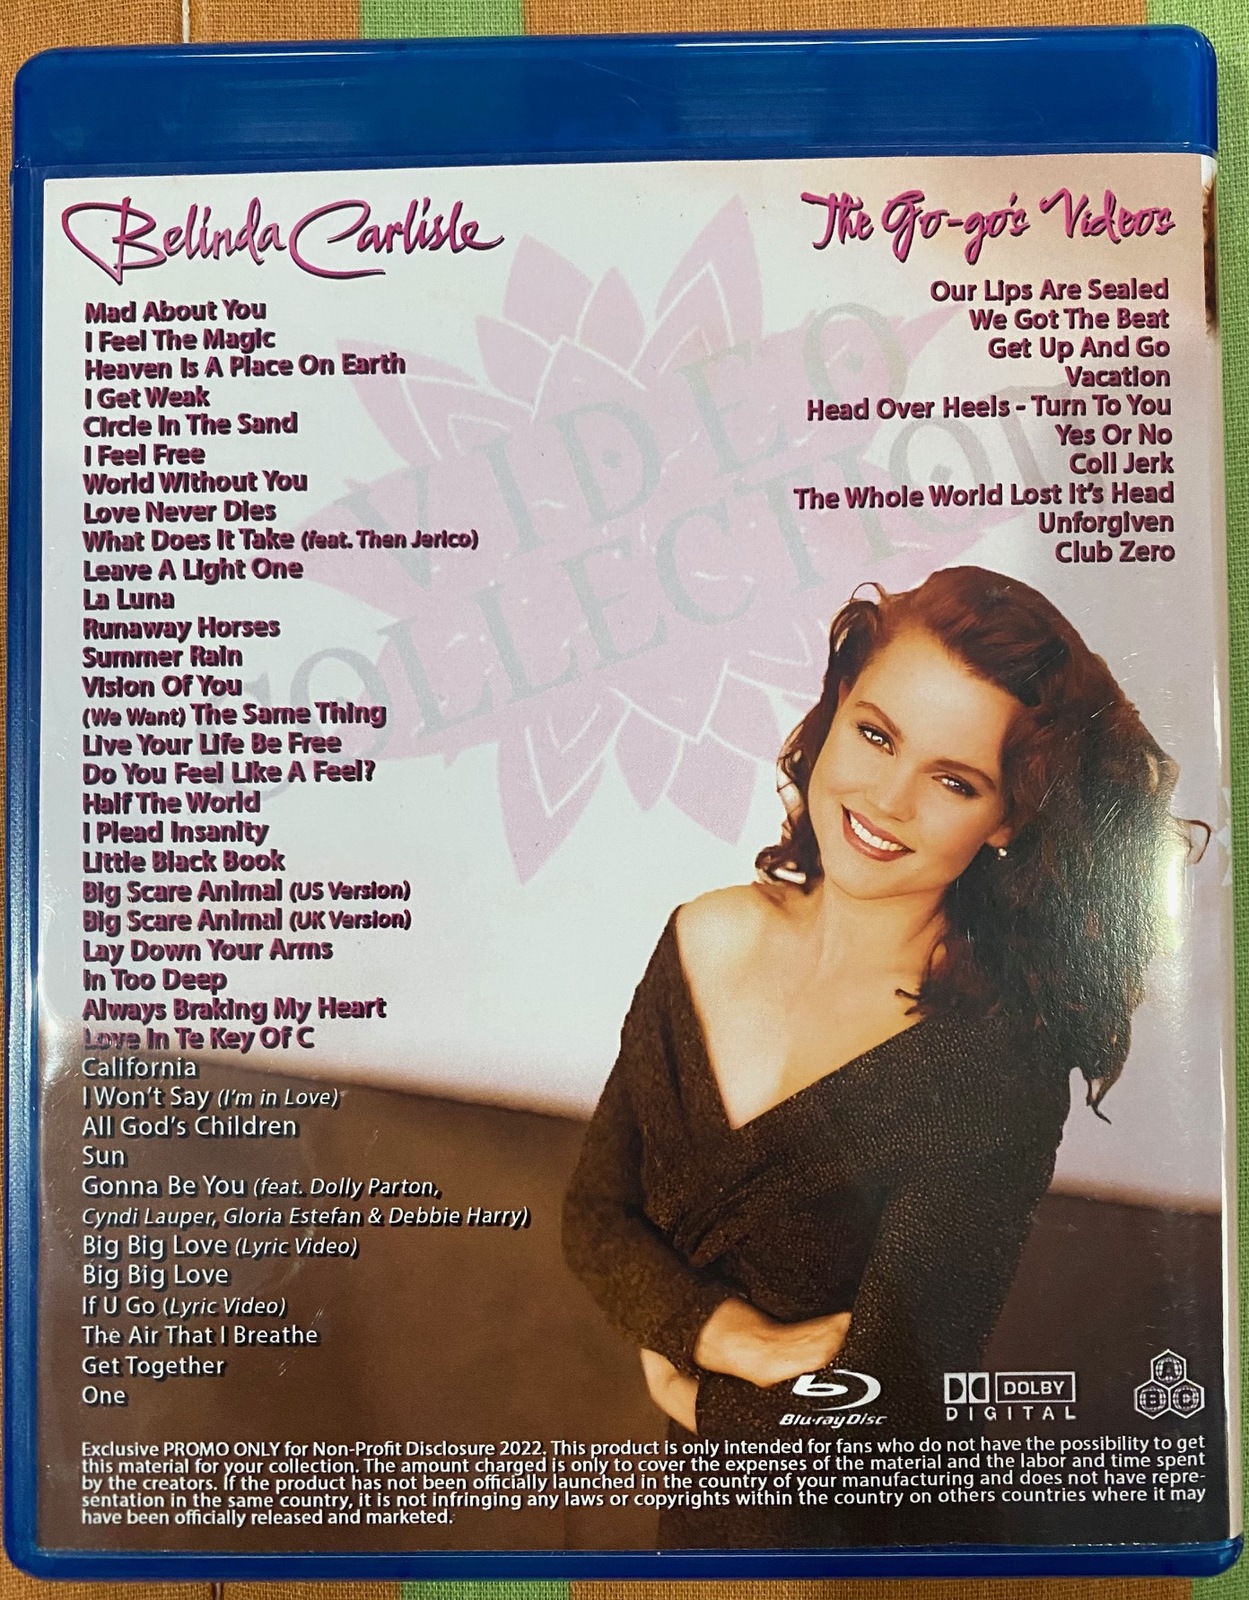 Belinda Carlisle
Mad About You
I Feel The Magic
Heaven Is A Place On Earth
I Get Weak
Circle In The Sand
I Feel Free
World Without You
Love Never Dies
What Does It Take (feat. Then Jerico)
Leave A Light One
La Luna
Runaway Horses
Summer Rain
Vision Of You
(We Want) The Same Thing
Live Your Life Be Free
Do You Feel Like A Feel?
Half The World
I Plead Insanity
Little Black Book
Big Scare Animal (US Version)
Big Scare Animal (UK Version)
Lay Down Your Arms
In Too Deep
Always Braking My Heart
Love In Te Key Of C
California
I Won't Say (I'm in Love)
All God's Children
Sun
Gonna Be You (feat. Dolly Parton,
Cyndi Lauper, Gloria Estefan & Debbie Harry)
Big Big Love (Lyric Video)
Big Big Love
If U Go (Lyric Video)
The Air That I Breathe
Get Together
One
The Go-go's Videos
Our Lips Are Sealed
We Got The Beat
Get Up And Go
Vacation
Head Over Heels - Turn To You
Yes Or No
Coll Jerk
The Whole World Lost It's Head
Unforgiven
Club Zero
VIDEO
COLLECTION
Blu-ray Disc
DOLBY
DIGITAL
A
B C
Exclusive PROMO ONLY for Non-Profit Disclosure 2022. This product is only intended for fans who do not have the possibility to get
this material for your collection. The amount charged is only to cover the expenses of the material and the labor and time spent
by the creators. If the product has not been officially launched in the country of your manufacturing and does not have repre-
sentation in the same country, it is not infringing any laws or copyrights within the country on others countries where it may
have been officially released and marketed.